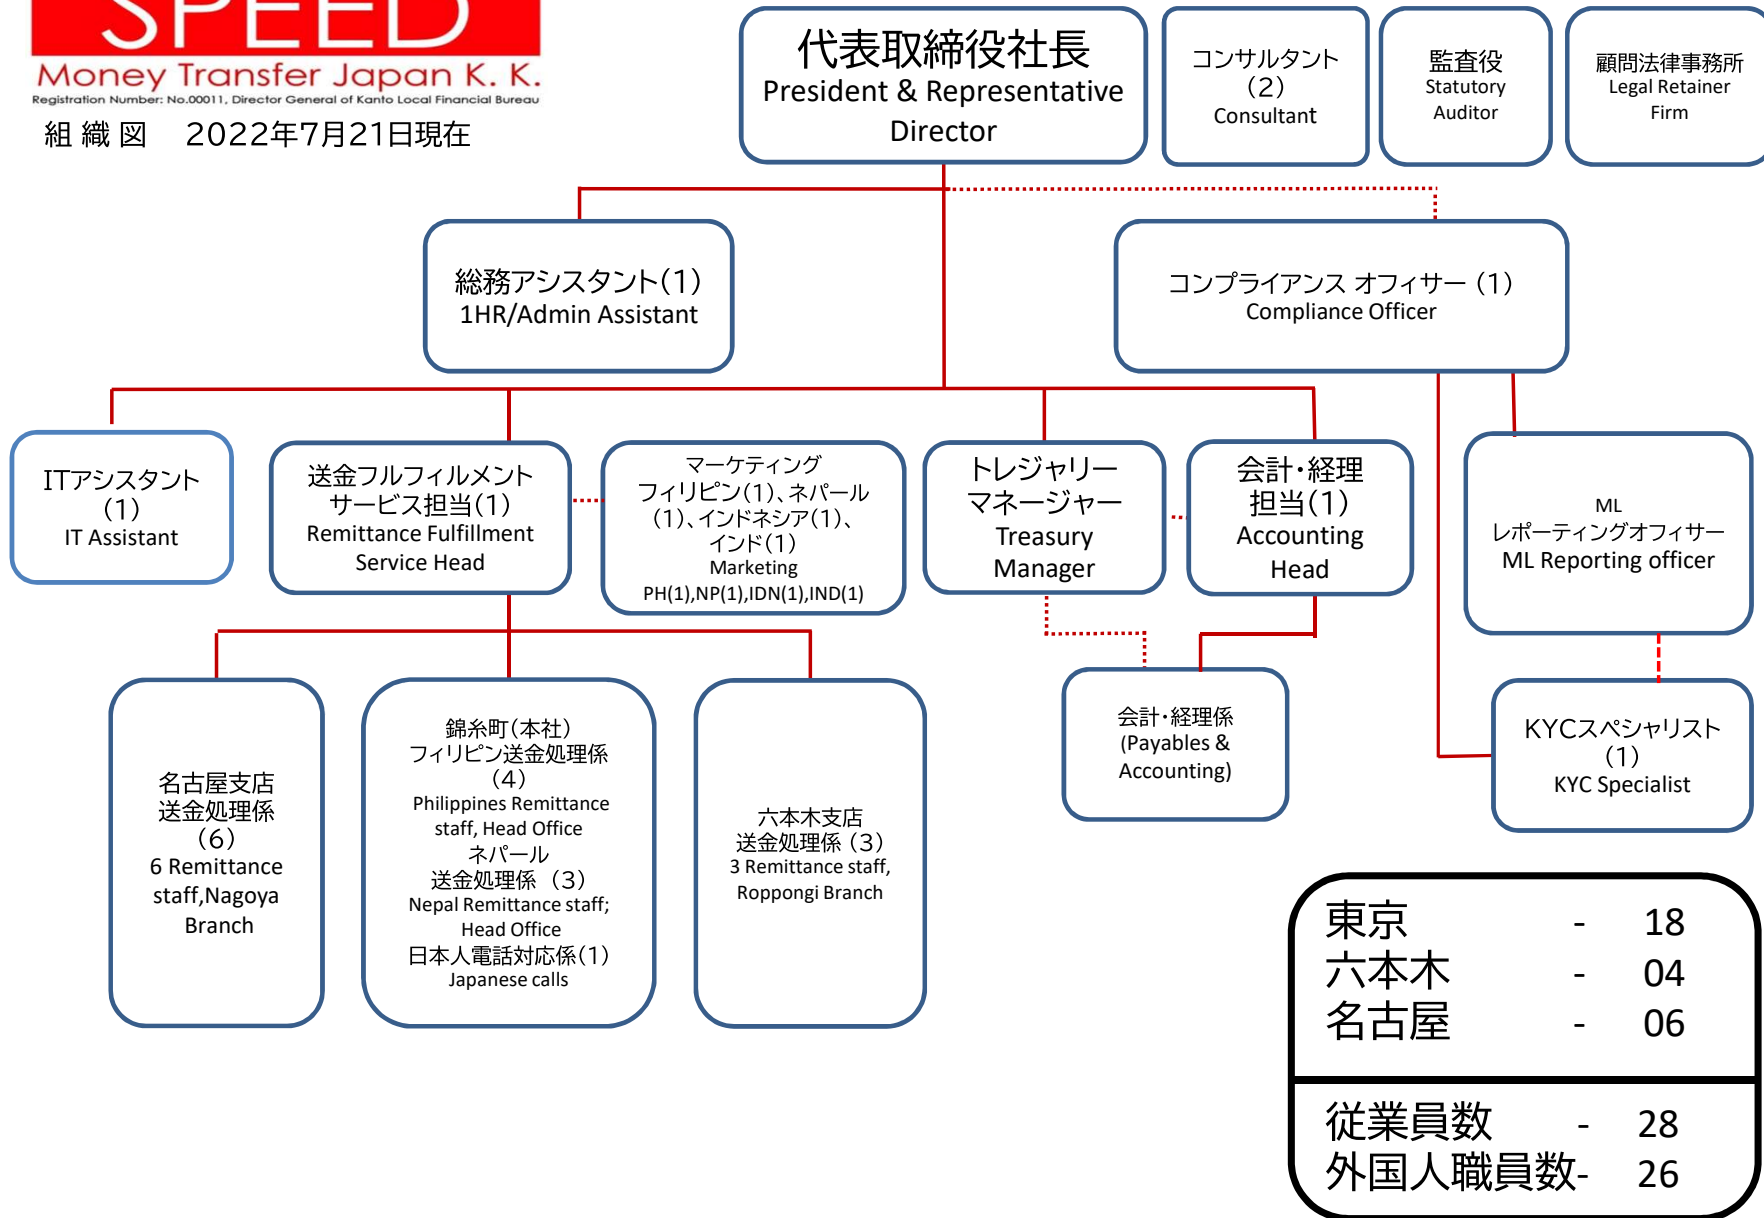 SPEED
Money Transfer Japan K. K.
Registration Number: No.00011, Director General of Kanto Local Financial Bureau
組 織 図　2022年7月21日現在
代表取締役社長
President & Representative
Director
コンサルタント
(2)
Consultant
監査役
Statutory
Auditor
顧問法律事務所
Legal Retainer
Firm
総務アシスタント(1)
1HR/Admin Assistant
コンプライアンス オフィサー (1)
Compliance Officer
ITアシスタント
(1)
IT Assistant
送金フルフィルメント
サービス担当(1)
Remittance Fulfillment
Service Head
マーケティング
フィリピン(1)、ネパール
(1)、インドネシア(1)、
インド(1)
Marketing
PH(1),NP(1),IDN(1),IND(1)
トレジャリー
マネージャー
Treasury
Manager
会計・経理
担当(1)
Accounting
Head
ML
レポーティングオフィサー
ML Reporting officer
名古屋支店
送金処理係
(6)
6 Remittance
staff,Nagoya
Branch
錦糸町(本社)
フィリピン送金処理係
(4)
Philippines Remittance
staff, Head Office
ネパール
送金処理係 (3)
Nepal Remittance staff;
Head Office
日本人電話対応係(1)
Japanese calls
六本木支店
送金処理係 (3)
3 Remittance staff,
Roppongi Branch
会計・経理係
(Payables &
Accounting)
KYCスペシャリスト
(1)
KYC Specialist
東京 - 18
六本木 - 04
名古屋 - 06
従業員数 - 28
外国人職員数- 26